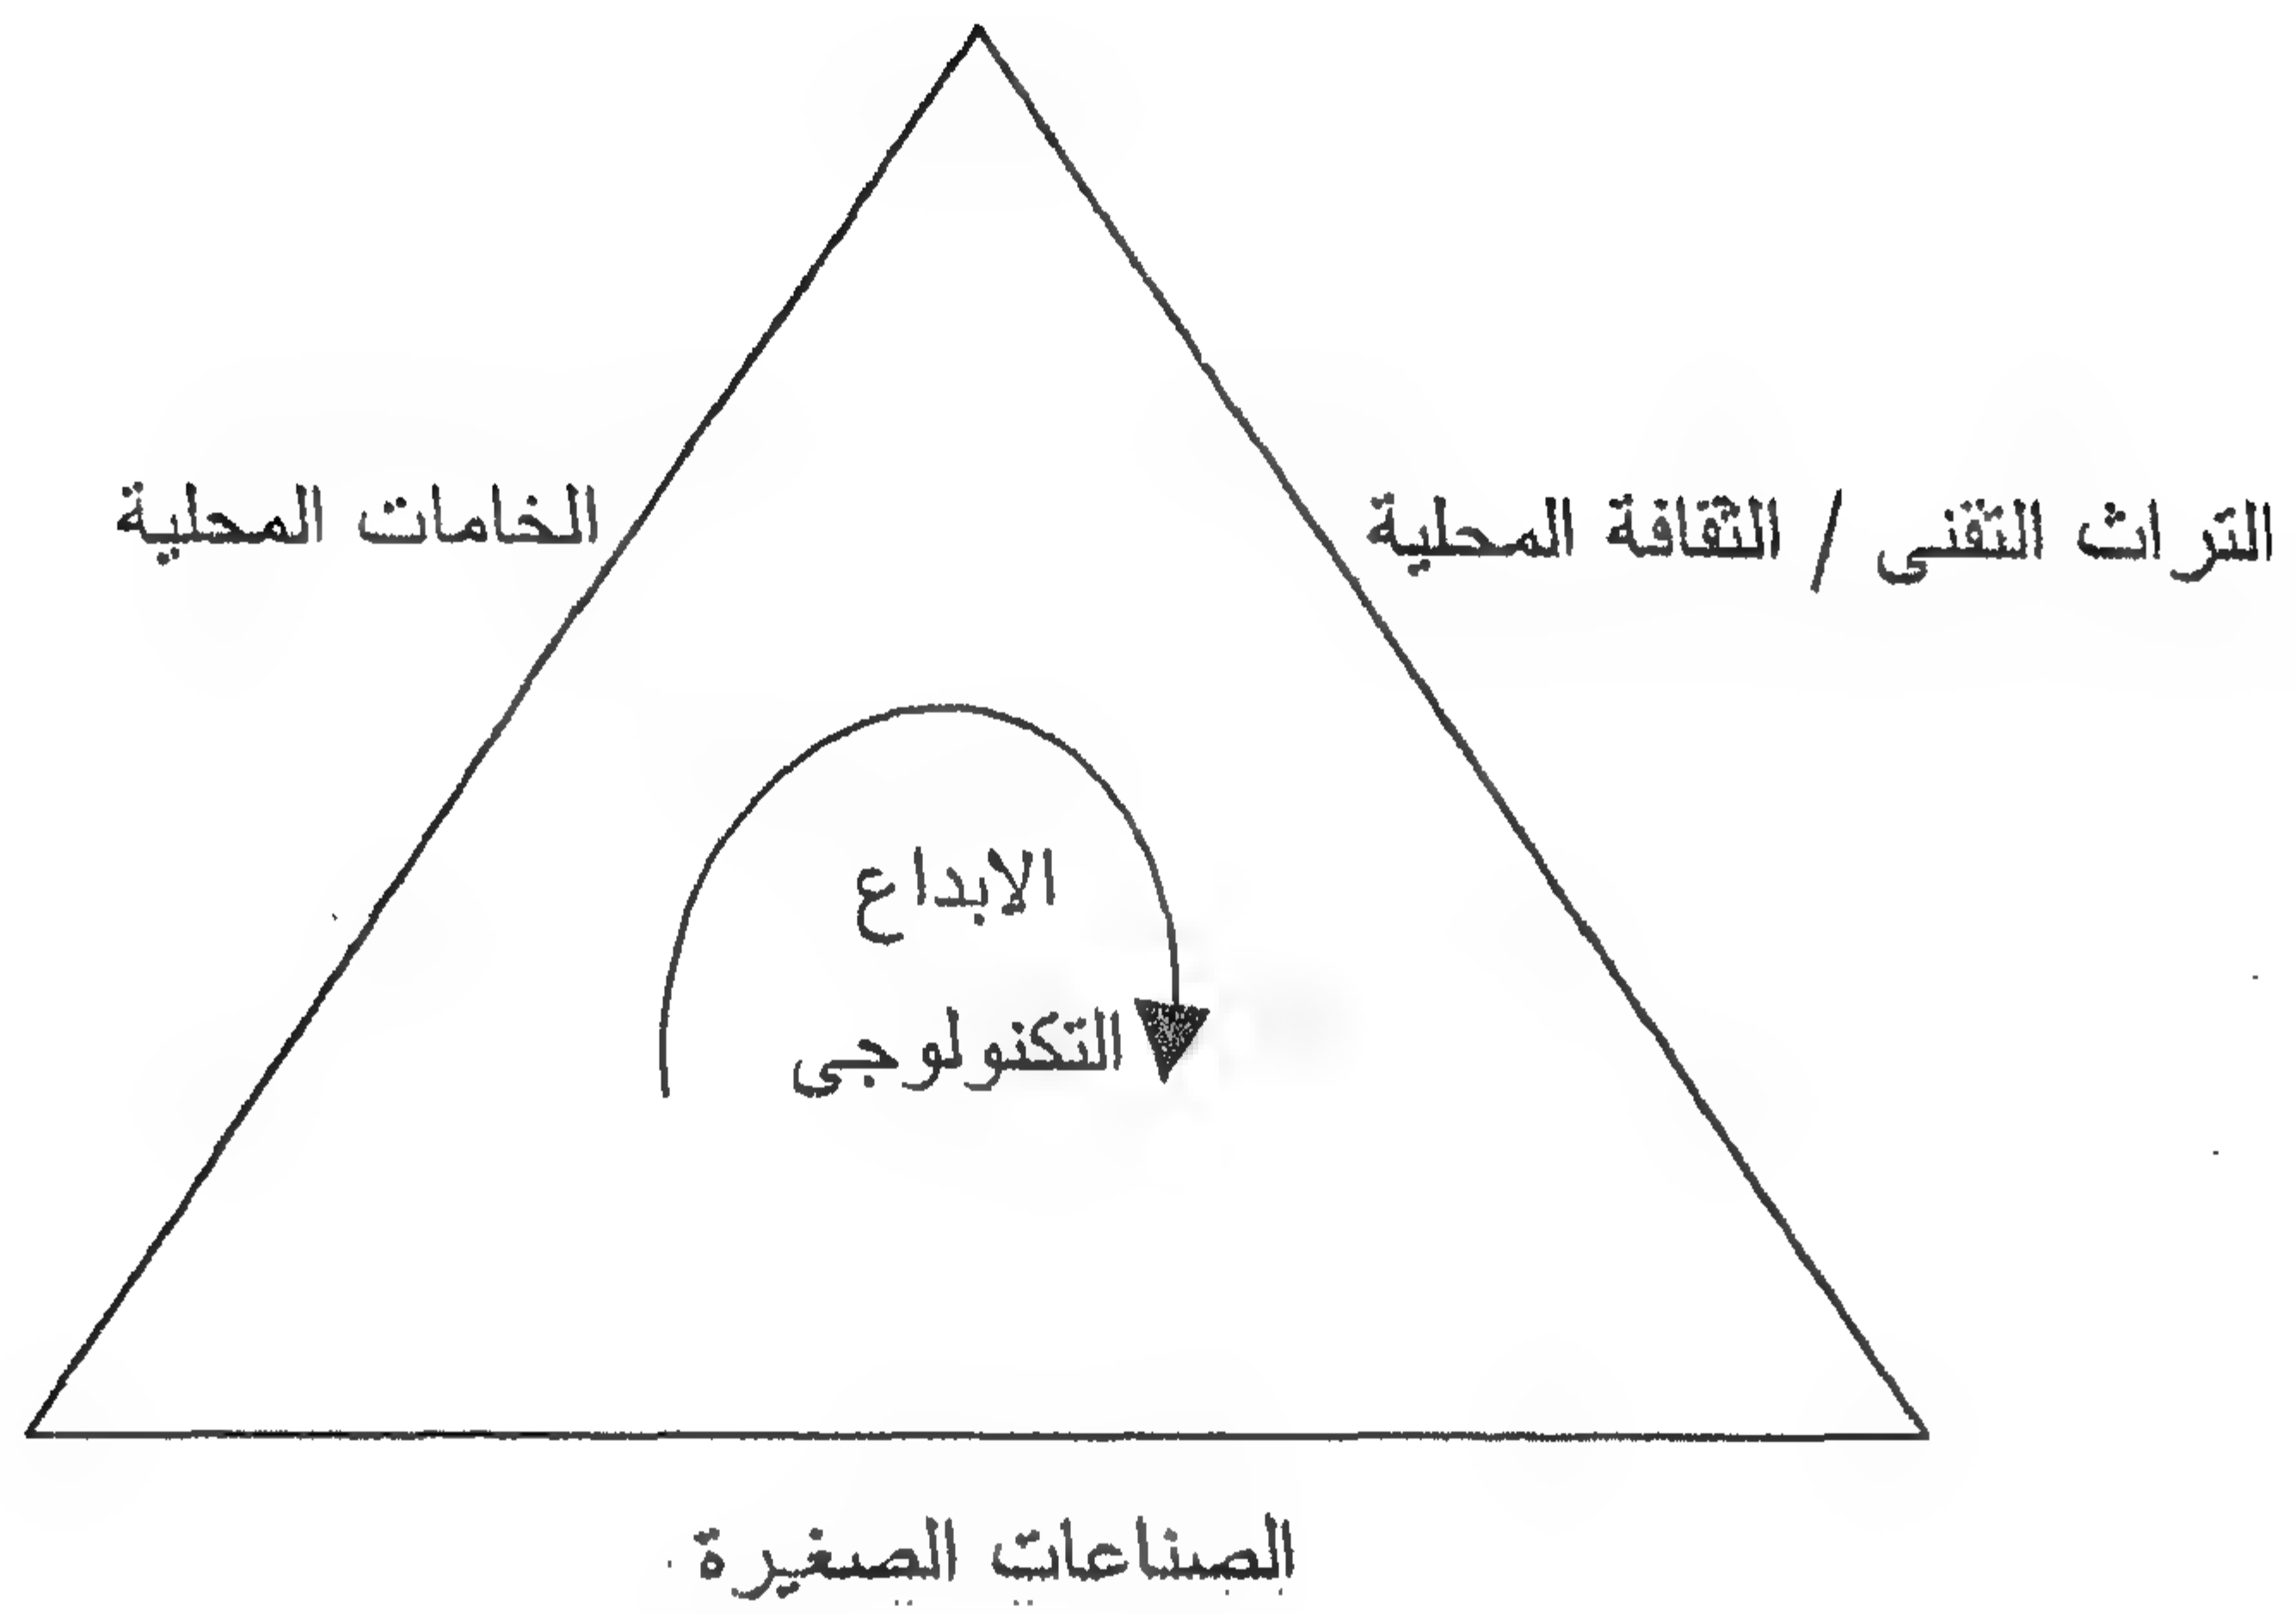 التراث التقنى / الثقافة المحلية
الخامات المحلية
الابداع
التكنولوجى
الصناعات الصغيرة